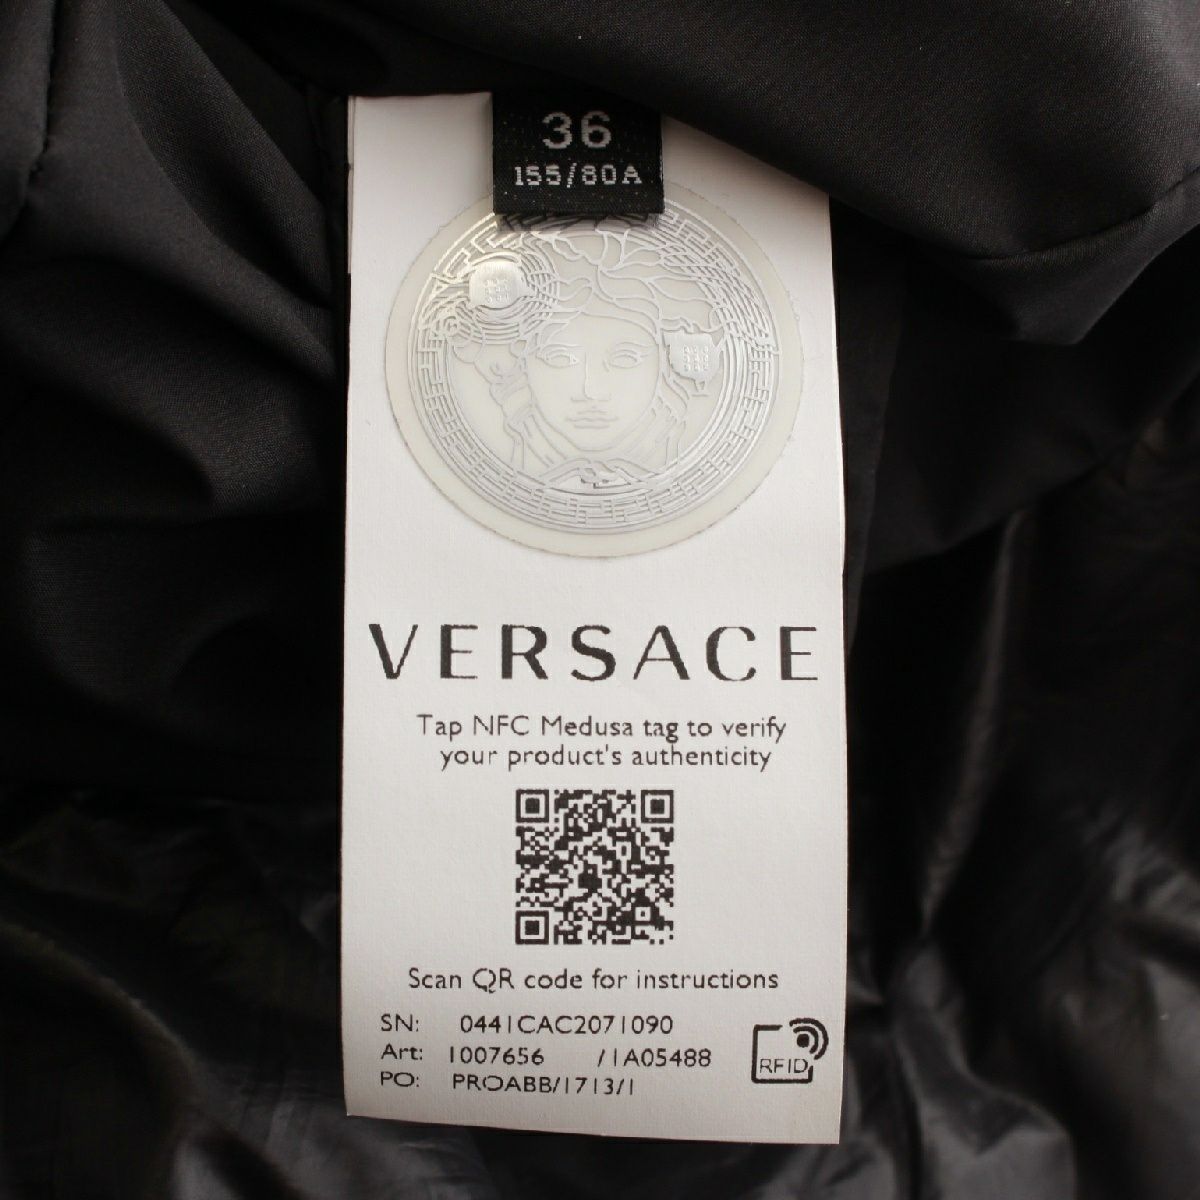 36
155/80A
VERSACE
Tap NFC Medusa tag to verify
your product's authenticity
Scan QR code for instructions
SN: 0441CAC2071090
Art: 1007656 /1A05488
PO: PROABB/1713/1
RFID